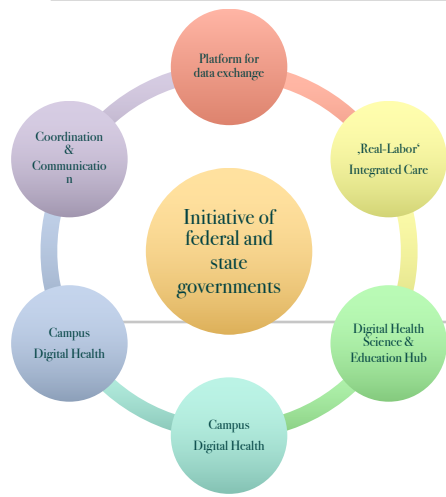 Platform for
data exchange
Coordination
&
Communicatio
n
‚Real-Labor‘
Integrated Care
Initiative of
federal and
state
governments
Campus
Digital Health
Digital Health
Science &
Education Hub
Campus
Digital Health